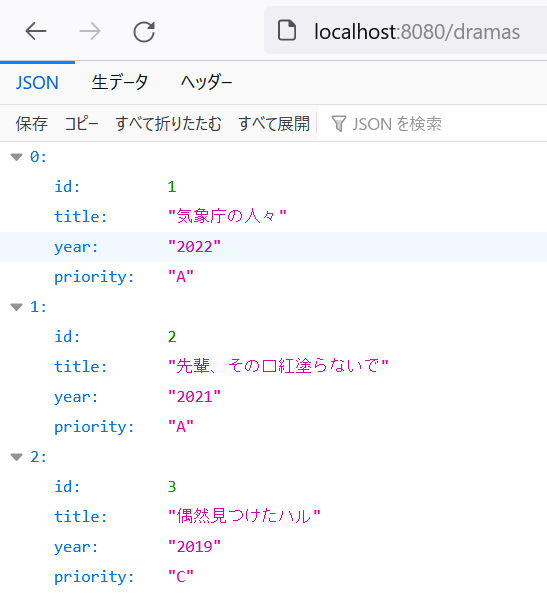 localhost:8080/dramas
JSON 生データ ヘッダー
保存 コピー すべて折りたたむ すべて展開 JSON を検索
0:
id: 1
title: "気象庁の人々"
year: "2022"
priority: "A"
1:
id: 2
title: "先輩、その口紅塗らないで"
year: "2021"
priority: "A"
2:
id: 3
title: "偶然見つけたハル"
year: "2019"
priority: "C"